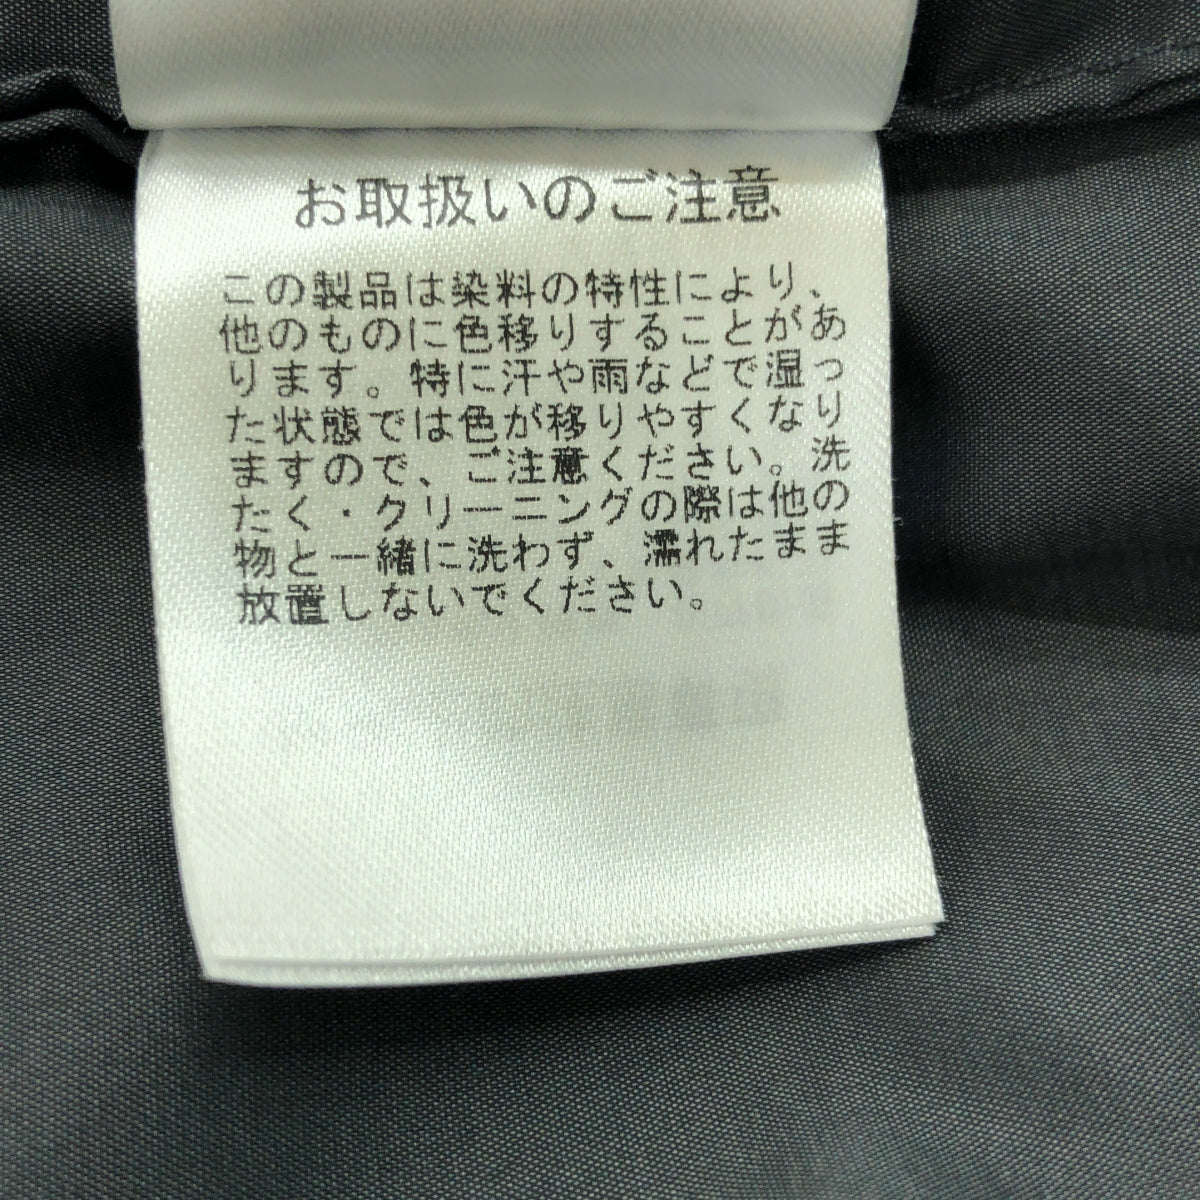 お取扱いのご注意
この製品は染料の特性により、
他のものに色移りすることがあ
ります。特に汗や雨などで湿っ
た状態では色が移りやすくなり
ますので、ご注意ください。洗
たく・クリーニングの際は他の
物と一緒に洗わず、濡れたまま
放置しないでください。